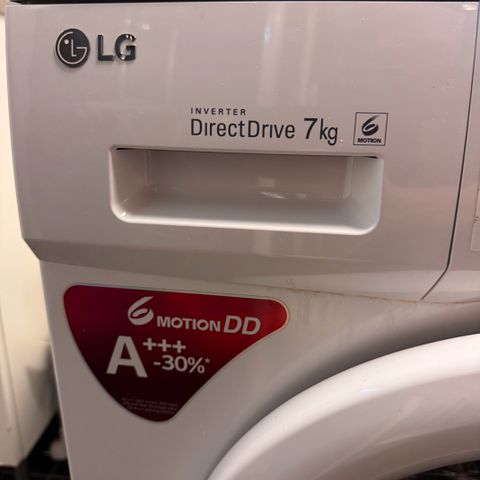 LG
INVERTER
DirectDrive 7kg
6
MOTION
6 MOTION DD
A+++
-30%*